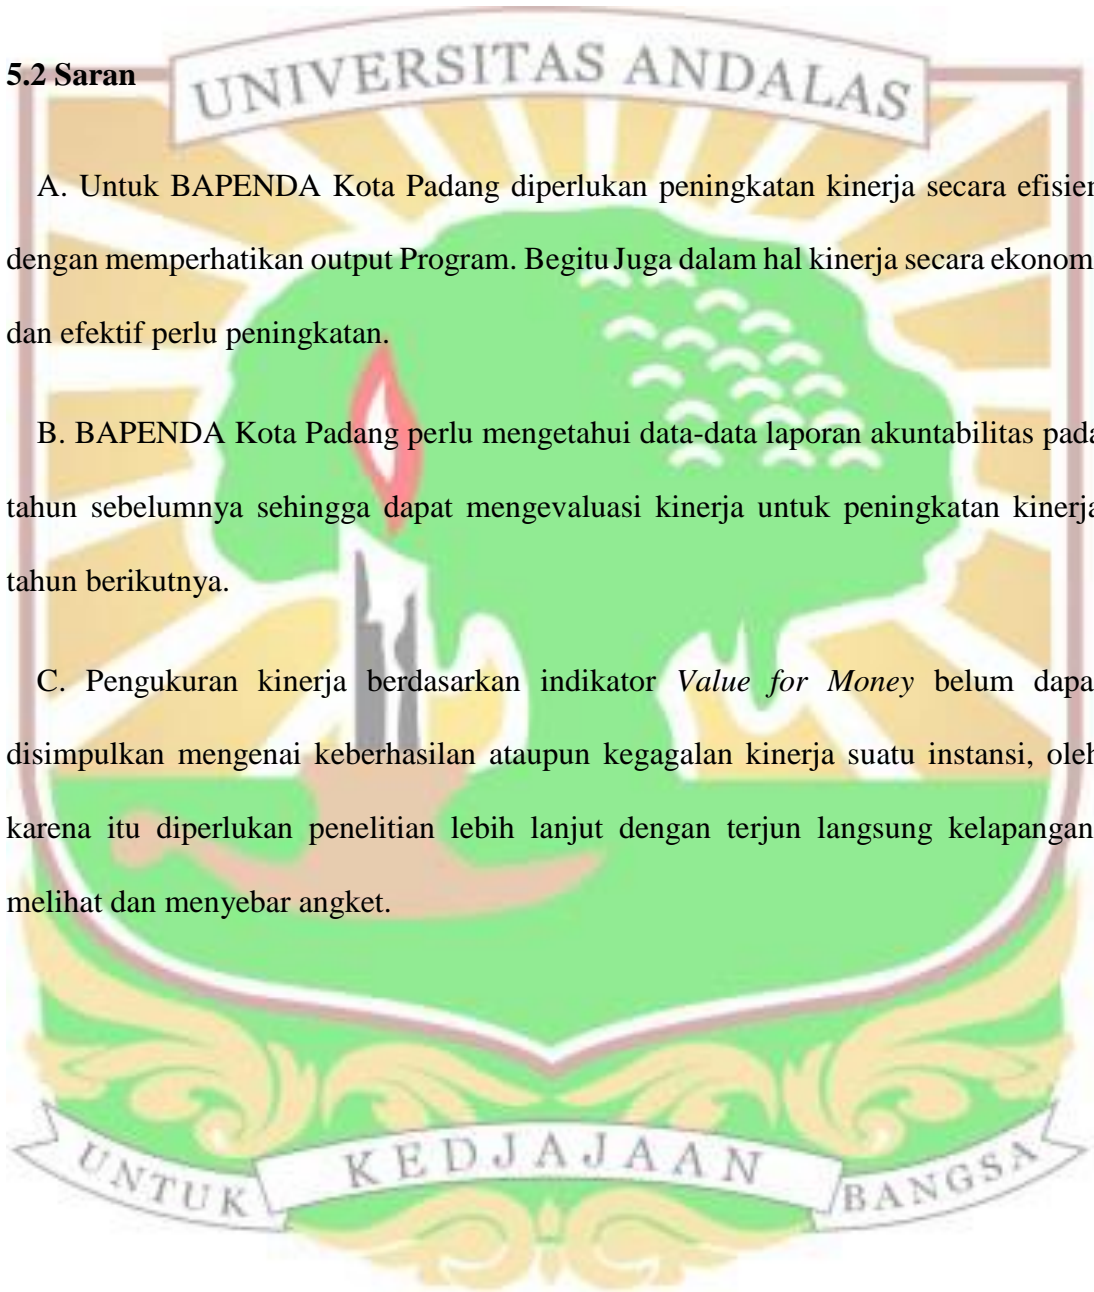 UNIVERSITAS ANDALAS
5.2 Saran
A. Untuk BAPENDA Kota Padang diperlukan peningkatan kinerja secara efisien
dengan memperhatikan output Program. Begitu Juga dalam hal kinerja secara ekonomi
dan efektif perlu peningkatan.
B. BAPENDA Kota Padang perlu mengetahui data-data laporan akuntabilitas pada
tahun sebelumnya sehingga dapat mengevaluasi kinerja untuk peningkatan kinerja
tahun berikutnya.
C. Pengukuran kinerja berdasarkan indikator Value for Money belum dapa
disimpulkan mengenai keberhasilan ataupun kegagalan kinerja suatu instansi, oleh
karena itu diperlukan penelitian lebih lanjut dengan terjun langsung kelapangan
melihat dan menyebar angket.
UNTUK KEDJAJAAN BANGSA